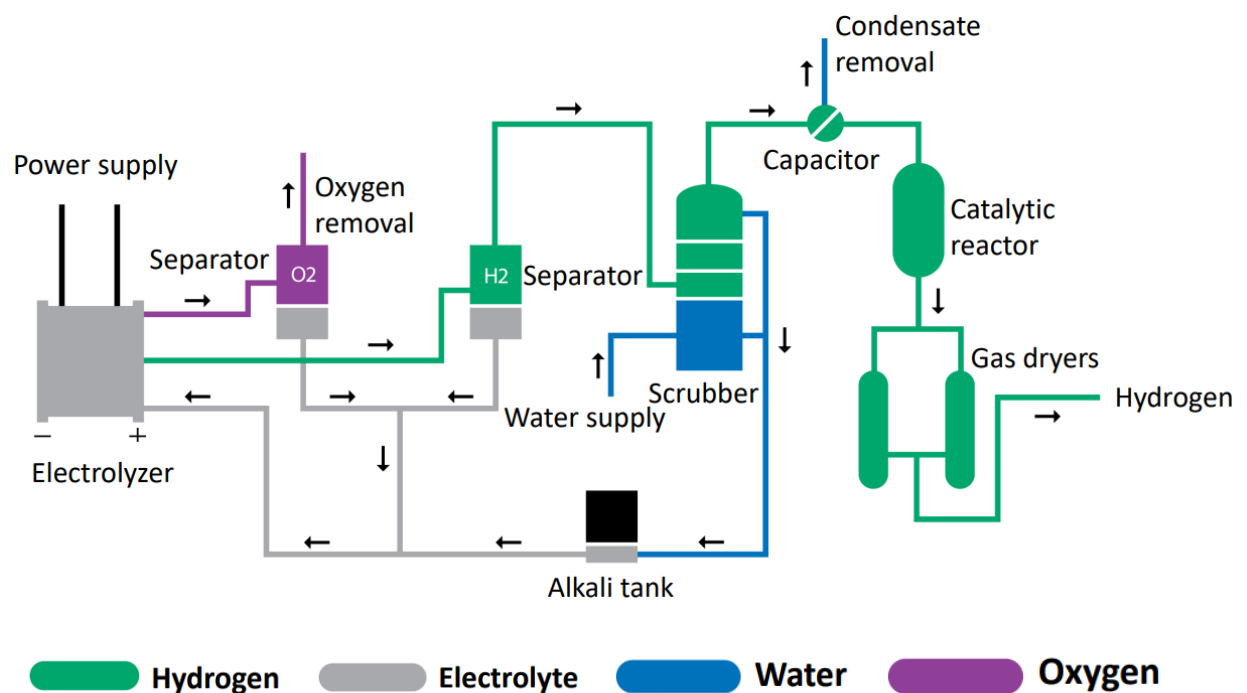 Condensate
removal
Power supply
Capacitor
Oxygen
removal
Catalytic
reactor
Separator
O2
H2
Separator
Gas dryers
Scrubber
Hydrogen
Water supply
− +
Electrolyzer
Alkali tank
Hydrogen
Electrolyte
Water
Oxygen